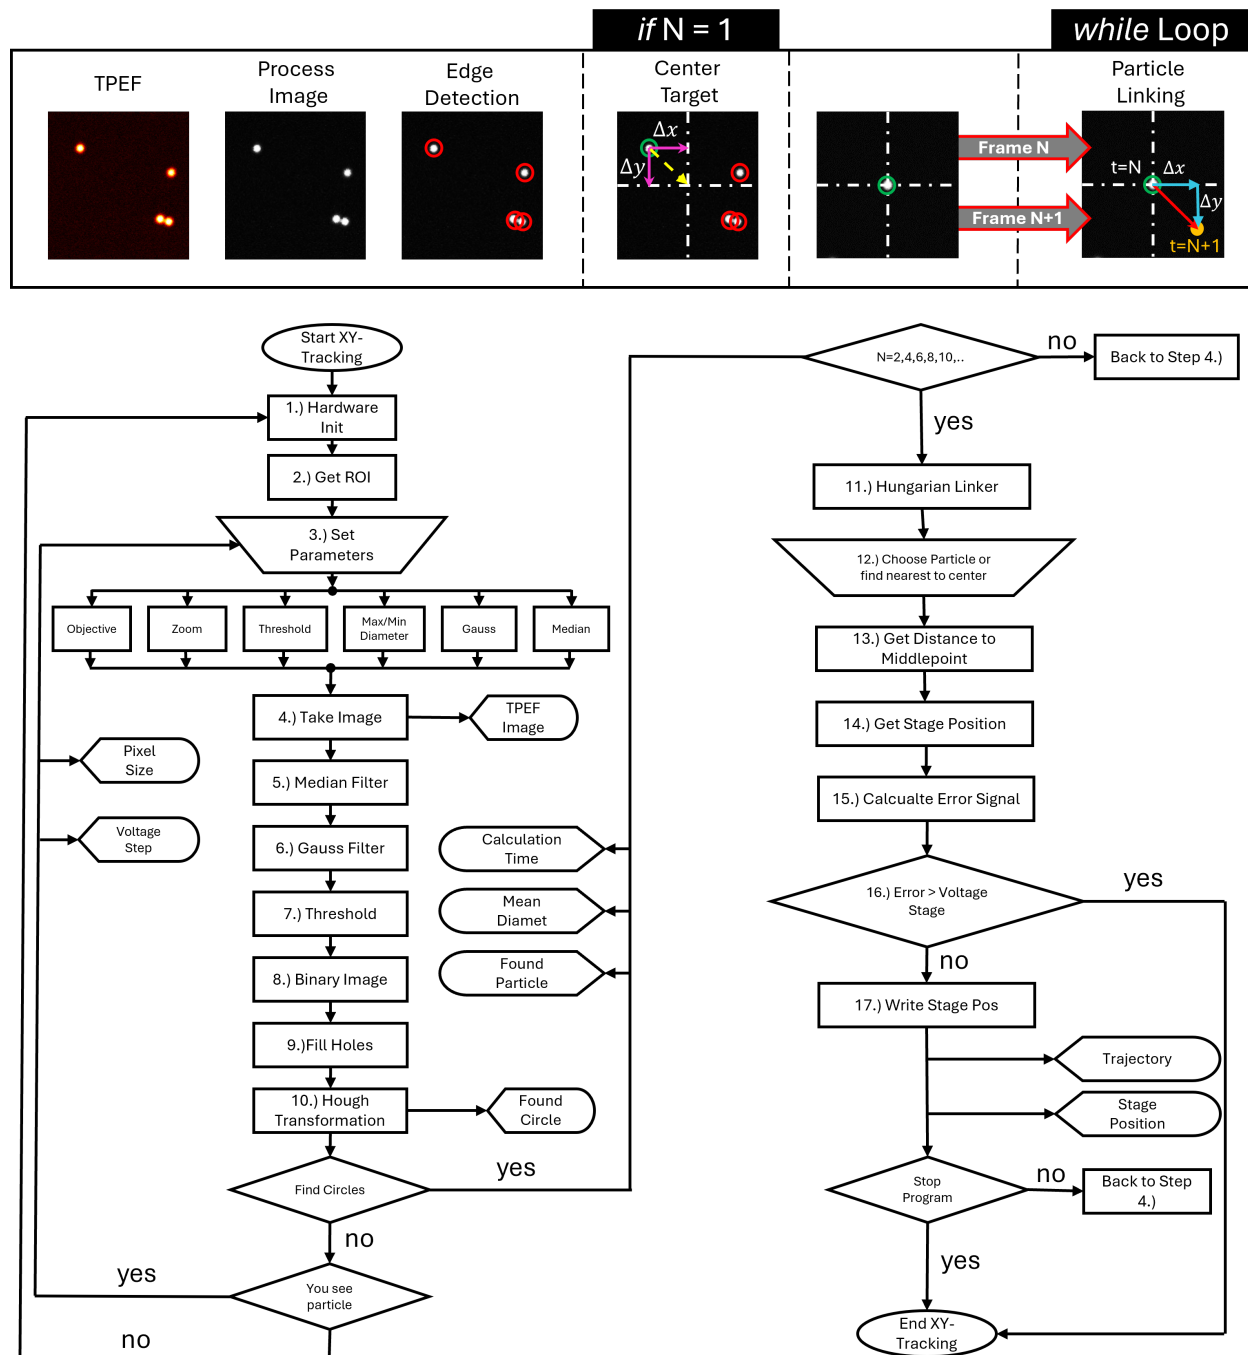 if N = 1
while Loop
TPEF
Process
Image
Edge
Detection
Center
Target
Particle
Linking
Δx
Δy
Frame N
Frame N+1
t=N
Δx
Δy
t=N+1
Start XY-
Tracking
1.) Hardware
Init
2.) Get ROI
3.) Set
Parameters
Objective
Zoom
Threshold
Max/Min
Diameter
Gauss
Median
4.) Take Image
TPEF
Image
Pixel
Size
5.) Median Filter
Voltage
Step
6.) Gauss Filter
7.) Threshold
8.) Binary Image
9.)Fill Holes
10.) Hough
Transformation
Found
Circle
Find Circles
yes
no
You see
particle
yes
no
Calculation
Time
Mean
Diamet
Found
Particle
N=2,4,6,8,10,..
no
Back to Step 4.)
yes
11.) Hungarian Linker
12.) Choose Particle or
find nearest to center
13.) Get Distance to
Middlepoint
14.) Get Stage Position
15.) Calcualte Error Signal
16.) Error > Voltage
Stage
yes
no
17.) Write Stage Pos
Trajectory
Stage
Position
Stop
Program
no
Back to Step
4.)
yes
End XY-
Tracking